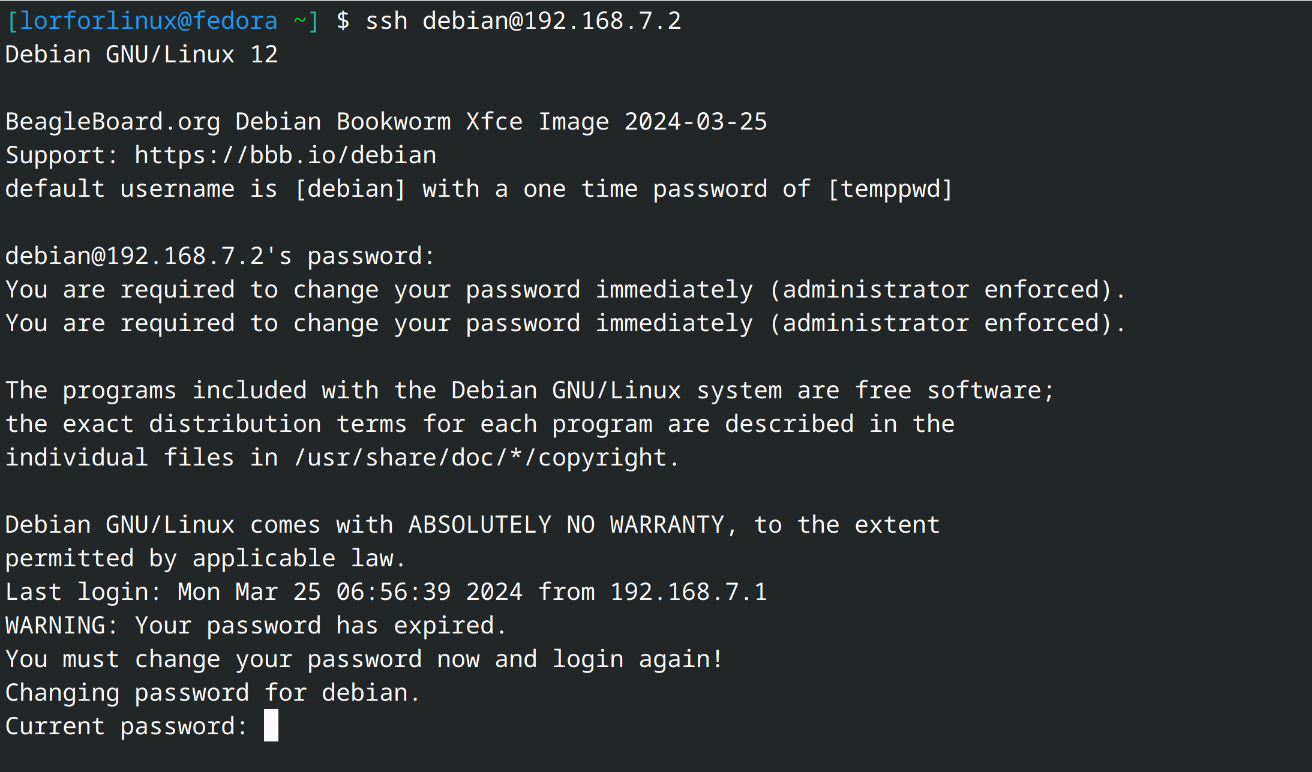 [lorforlinux@fedora ~] $ ssh debian@192.168.7.2
Debian GNU/Linux 12
BeagleBoard.org Debian Bookworm Xfce Image 2024-03-25
Support: https://bbb.io/debian
default username is [debian] with a one time password of [temppwd]
debian@192.168.7.2's password:
You are required to change your password immediately (administrator enforced).
You are required to change your password immediately (administrator enforced).
The programs included with the Debian GNU/Linux system are free software;
the exact distribution terms for each program are described in the
individual files in /usr/share/doc/*/copyright.
Debian GNU/Linux comes with ABSOLUTELY NO WARRANTY, to the extent
permitted by applicable law.
Last login: Mon Mar 25 06:56:39 2024 from 192.168.7.1
WARNING: Your password has expired.
You must change your password now and login again!
Changing password for debian.
Current password: